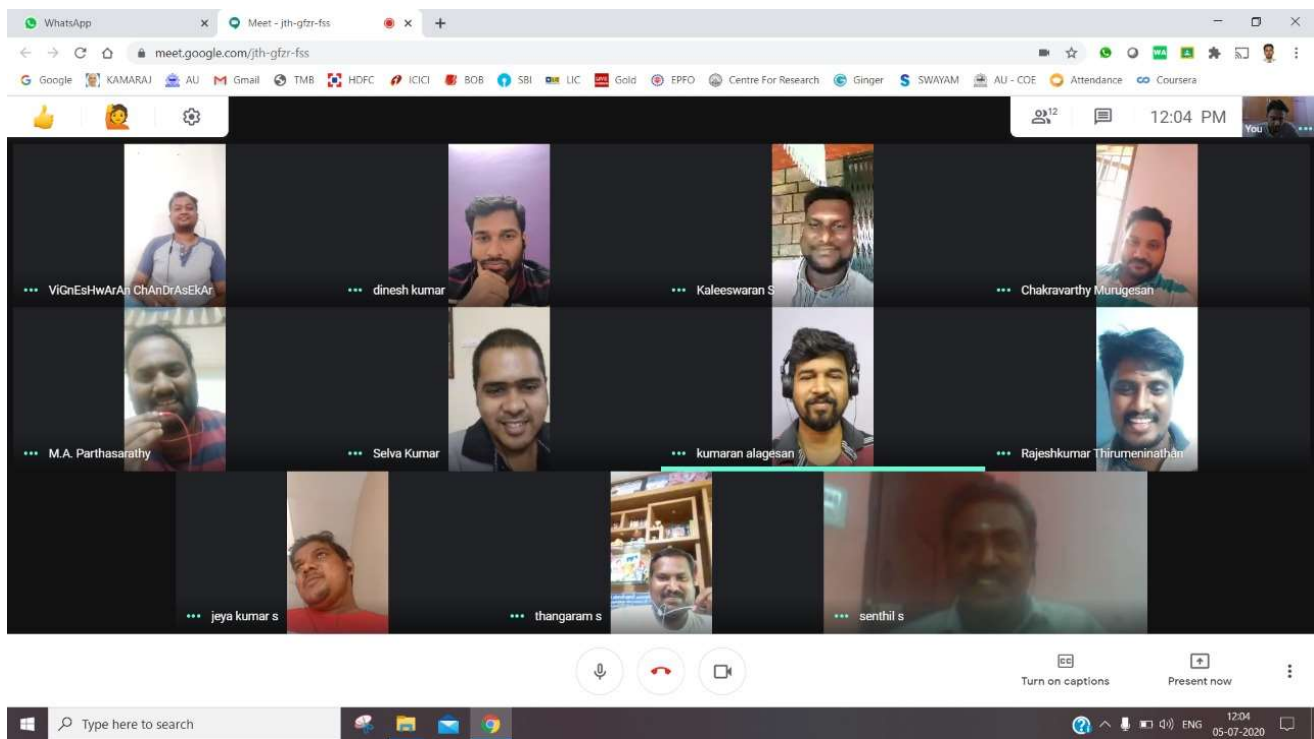 WhatsApp Meet - jth-gfzr-fss
meet.google.com/jth-gfzr-fss WA
Google KAMARAJ AU Gmail TMB HDFC ICICI BOB SBI LIC Gold EPFO Centre For Research Ginger SWAYAM AU - COE Attendance Coursera
12 12:04 PM
You
ViGnEsHwArAn ChAnDrAsEkAr dinesh kumar Kaleeswaran S Chakravarthy Murugesan
M.A. Parthasarathy Selva Kumar kumaran alagesan Rajeshkumar Thirumeninathan
jeya kumar s thangaram s senthil s
CC
Turn on captions Present now
Type here to search ENG 12:04
05-07-2020